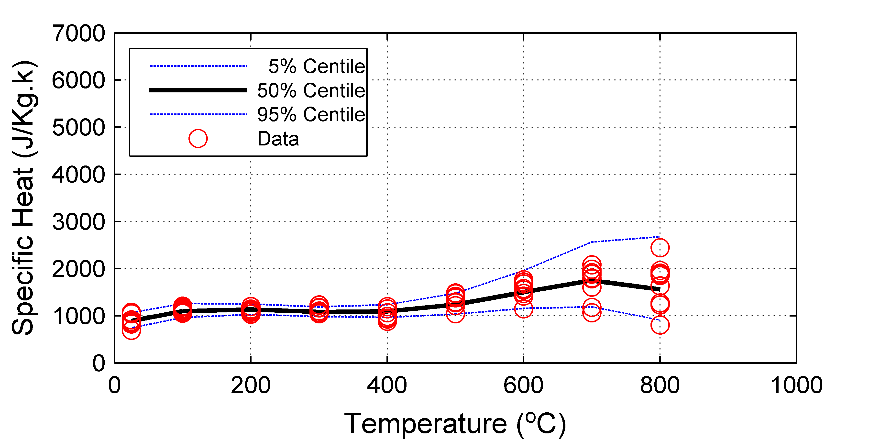 7000
6000
5000
4000
3000
2000
1000
0
Specific Heat (J/Kg.k)
5% Centile
50% Centile
95% Centile
Data
0 200 400 600 800 1000
Temperature (ºC)